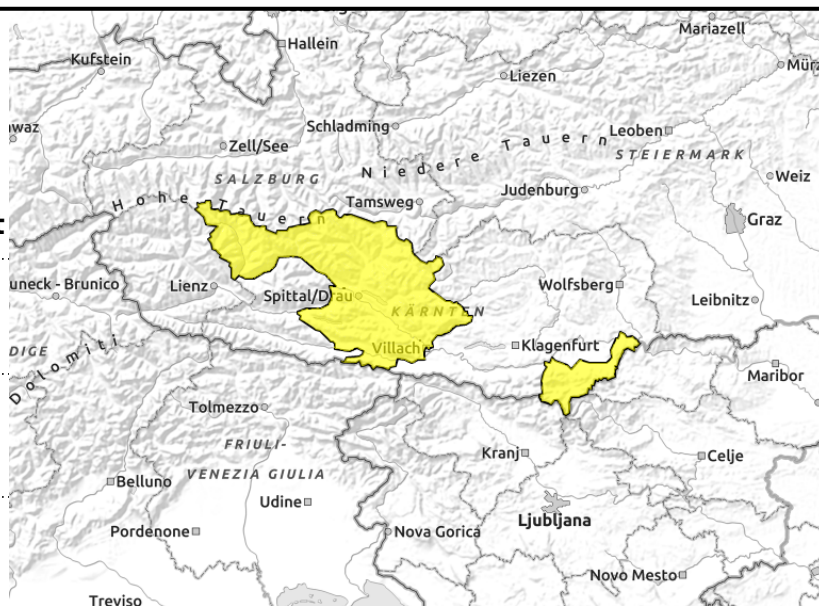 Mariazell
Hallein
Kufstein
Liezen
Mür
waz
Schladming
Leoben
Zell/See
Niedere Tauern
STEIERMARK
SALZBURG
Weiz
Hohe Tauern
Tamsweg
Judenburg
Graz
uneck - Brunico
Lienz
Spittal/Drau
Wolfsberg
Leibnitz
KÄRNTEN
DIGE
Dolomiti
Villach
Klagenfurt
Maribor
Tolmezzo
FRIULI-
VENEZIA GIULIA
Kranj
Celje
Belluno
Udine
Ljubljana
Pordenone
Nova Gorica
Novo Mesto
Treviso